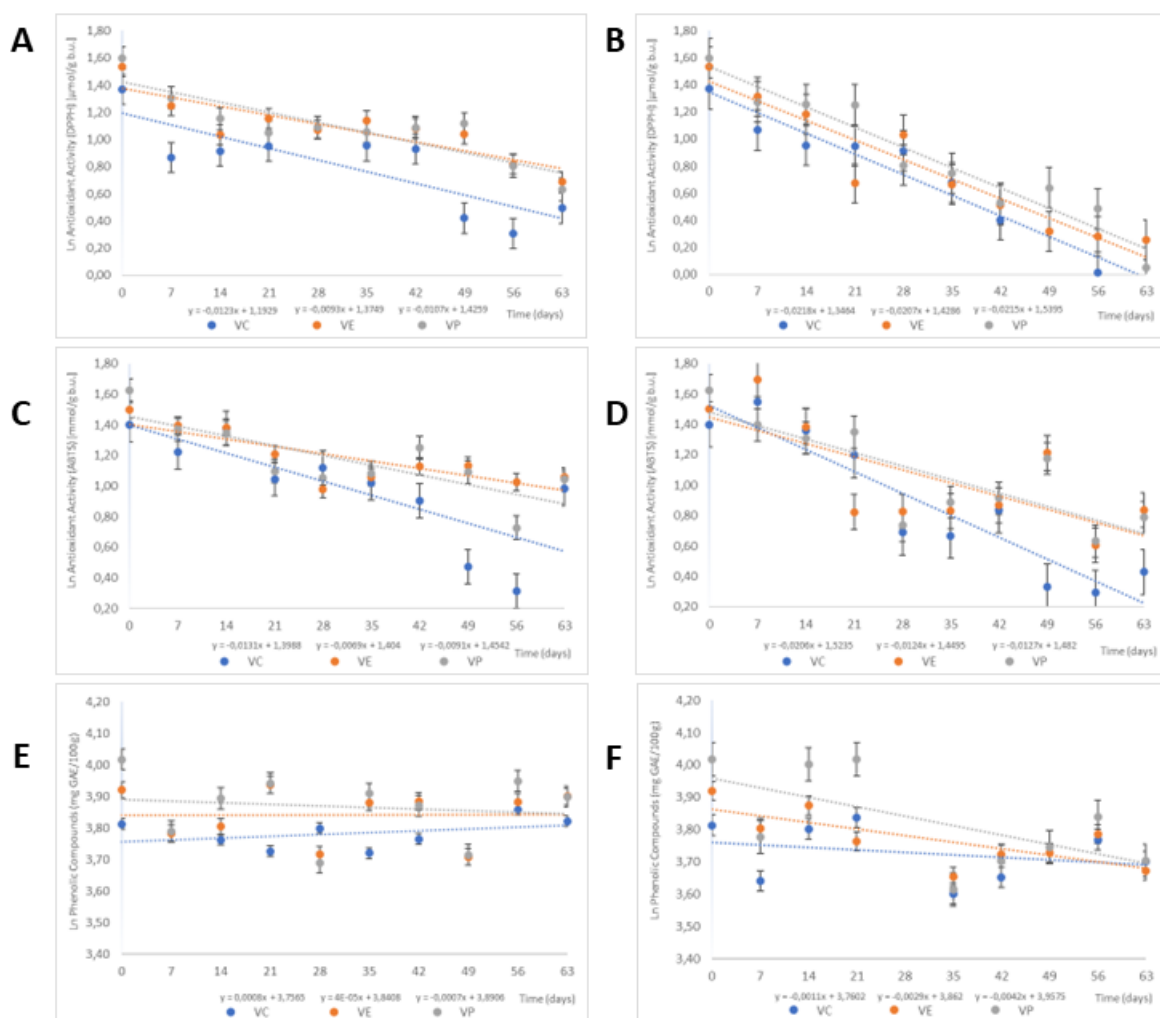 A
Ln Antioxidant Activity (DPPH) [µmol/g b.u.]
1,80
1,60
1,40
1,20
1,00
0,80
0,60
0,40
0,20
0,00
0 7 14 21 28 35 42 49 56 63
y = -0,0123x + 1,1929 y = -0,0093x + 1,3749 y = -0,0107x + 1,4259 Time (days)
VC VE VP
B
Ln Antioxidant Activity (DPPH) [µmol/g b.u.]
1,80
1,60
1,40
1,20
1,00
0,80
0,60
0,40
0,20
0,00
0 7 14 21 28 35 42 49 56 63
y = -0,0218x + 1,3464 y = -0,0207x + 1,4286 y = -0,0215x + 1,5395 Time (days)
VC VE VP
C
Ln Antioxidant Activity (ABTS) [mmol/g b.u.]
1,80
1,60
1,40
1,20
1,00
0,80
0,60
0,40
0,20
0 7 14 21 28 35 42 49 56 63
y = -0,0131x + 1,3988 y = -0,0069x + 1,404 y = -0,0091x + 1,4542 Time (days)
VC VE VP
D
Ln Antioxidant Activity (ABTS) [mmol/g b.u.]
1,80
1,60
1,40
1,20
1,00
0,80
0,60
0,40
0,20
0 7 14 21 28 35 42 49 56 63
y = -0,0206x + 1,5235 y = -0,0124x + 1,4495 y = -0,0127x + 1,482 Time (days)
VC VE VP
E
Ln Phenolic Compounds (mg GAE/100g)
4,20
4,10
4,00
3,90
3,80
3,70
3,60
3,50
3,40
0 7 14 21 28 35 42 49 56 63
y = 0,0008x + 3,7565 y = 4E-05x + 3,8408 y = -0,0007x + 3,8906 Time (days)
VC VE VP
F
Ln Phenolic Compounds (mg GAE/100g)
4,20
4,10
4,00
3,90
3,80
3,70
3,60
3,50
3,40
0 7 14 21 28 35 42 49 56 63
y = -0,0011x + 3,7602 y = -0,0029x + 3,862 y = -0,0042x + 3,9575 Time (days)
VC VE VP